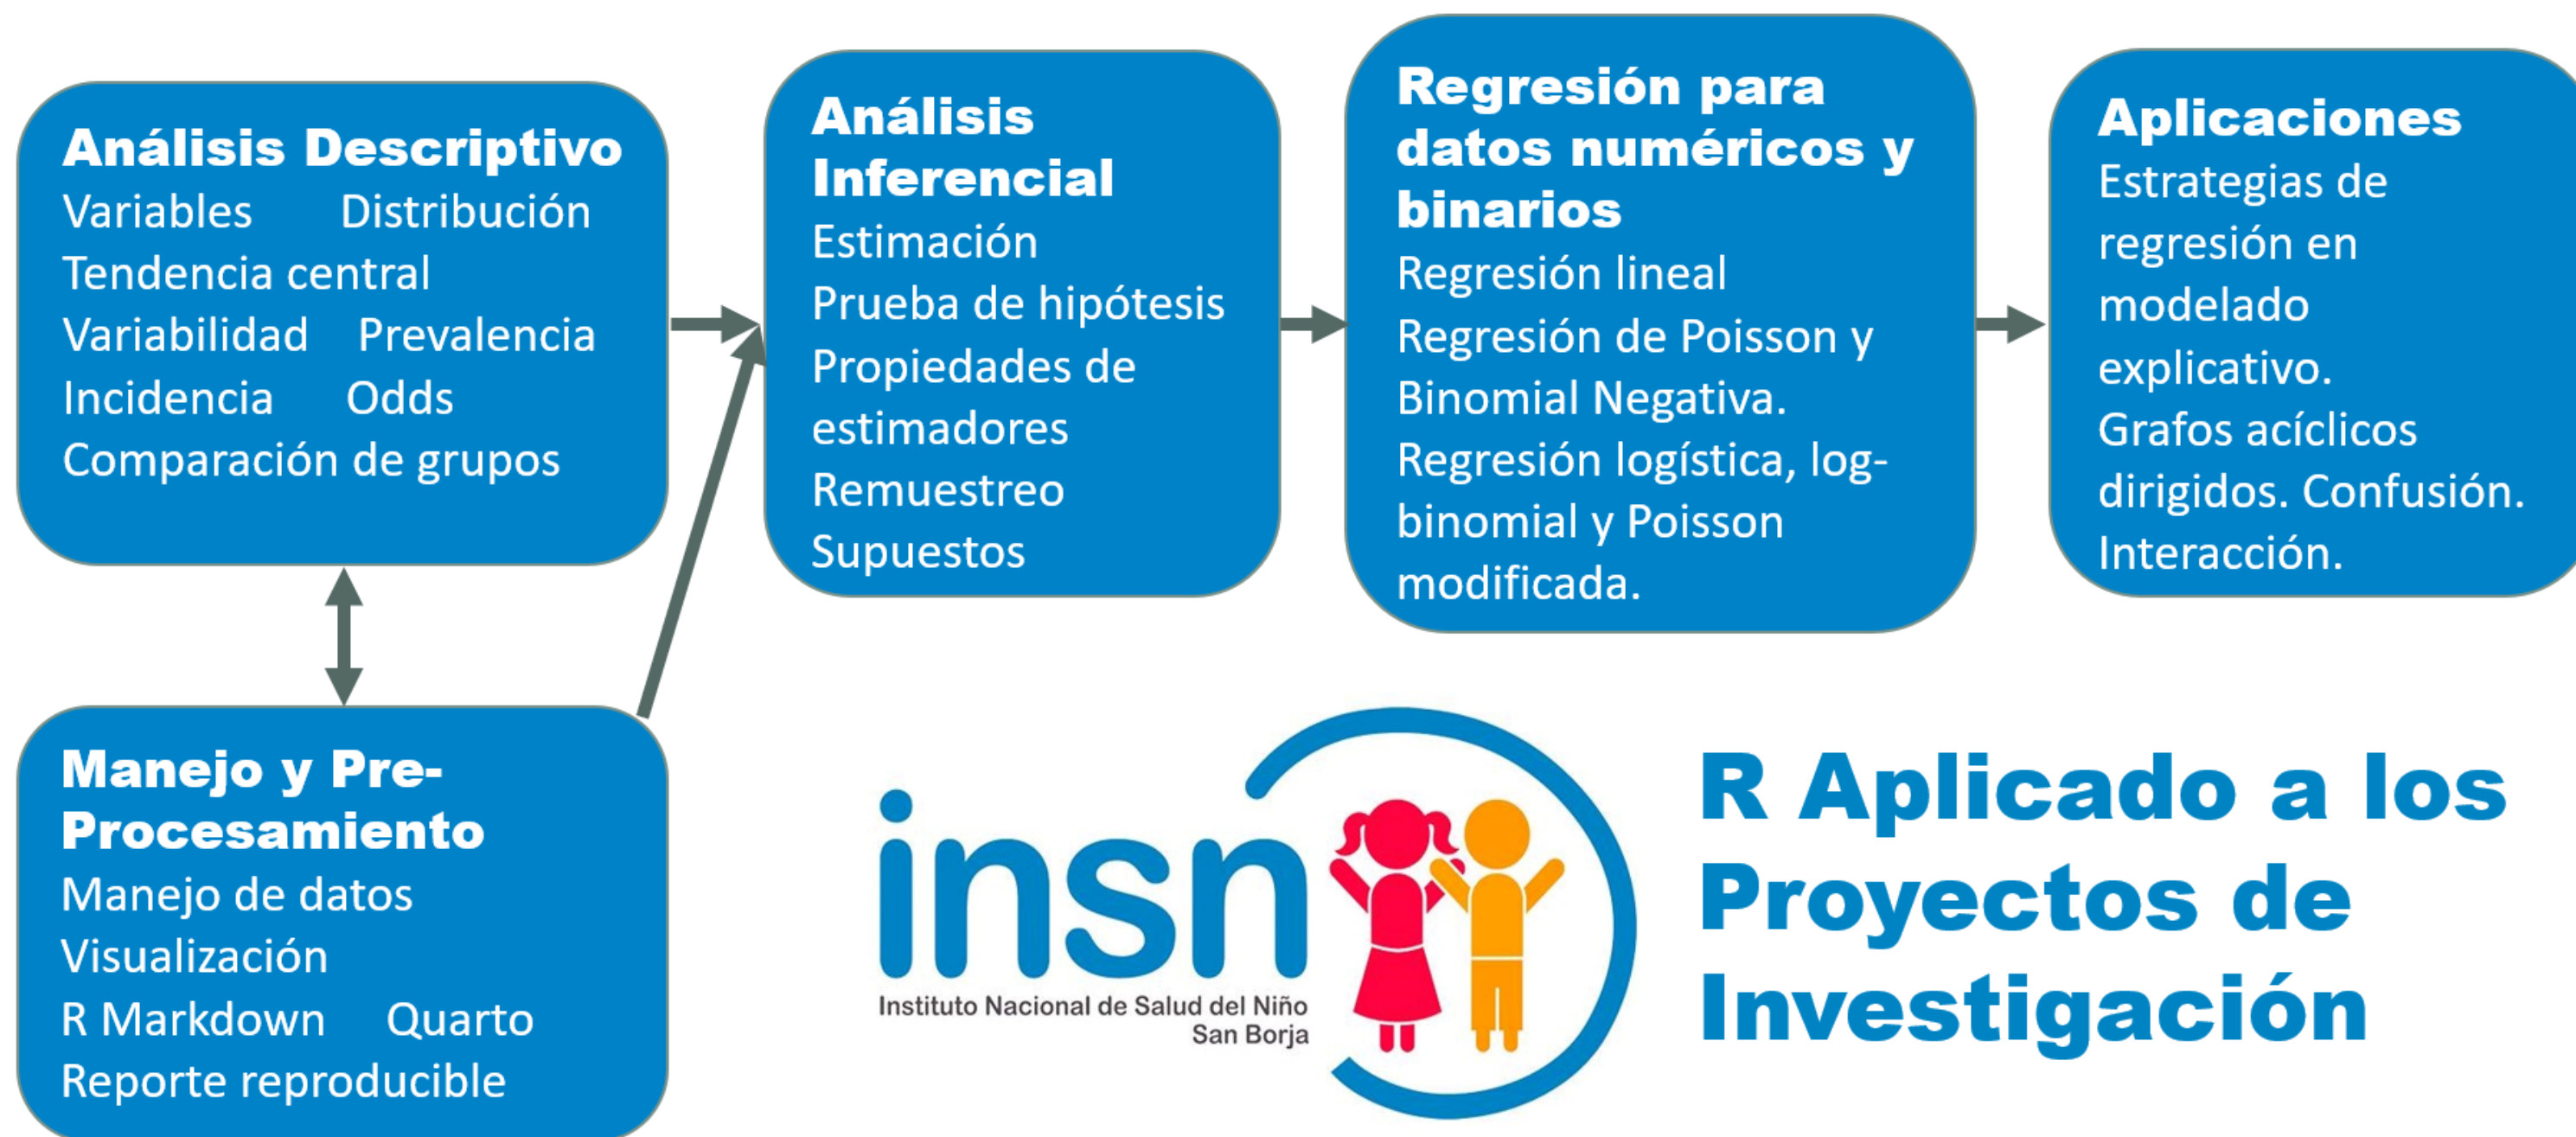 Análisis Descriptivo
Variables Distribución
Tendencia central
Variabilidad Prevalencia
Incidencia Odds
Comparación de grupos
Manejo y Pre-
Procesamiento
Manejo de datos
Visualización
R Markdown Quarto
Reporte reproducible
Análisis
Inferencial
Estimación
Prueba de hipótesis
Propiedades de
estimadores
Remuestreo
Supuestos
Regresión para
datos numéricos y
binarios
Regresión lineal
Regresión de Poisson y
Binomial Negativa.
Regresión logística, log-
binomial y Poisson
modificada.
Aplicaciones
Estrategias de
regresión en
modelado
explicativo.
Grafos acíclicos
dirigidos. Confusión.
Interacción.
insn
Instituto Nacional de Salud del Niño
San Borja
R Aplicado a los
Proyectos de
Investigación